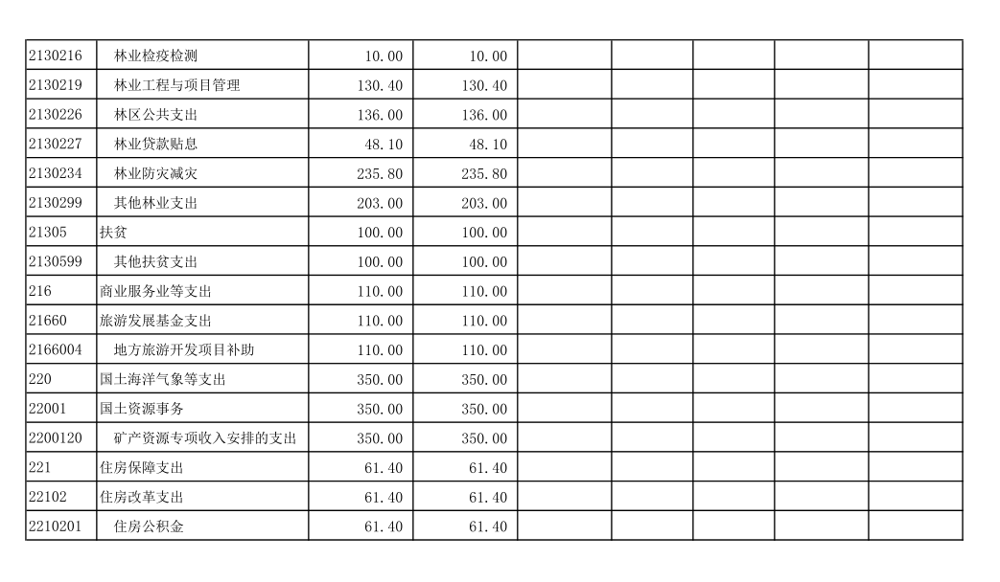 2130216 林业检疫检测 10.00 10.00
2130219 林业工程与项目管理 130.40 130.40
2130226 林区公共支出 136.00 136.00
2130227 林业贷款贴息 48.10 48.10
2130234 林业防灾减灾 235.80 235.80
2130299 其他林业支出 203.00 203.00
21305 扶贫 100.00 100.00
2130599 其他扶贫支出 100.00 100.00
216 商业服务业等支出 110.00 110.00
21660 旅游发展基金支出 110.00 110.00
2166004 地方旅游开发项目补助 110.00 110.00
220 国土海洋气象等支出 350.00 350.00
22001 国土资源事务 350.00 350.00
2200120 矿产资源专项收入安排的支出 350.00 350.00
221 住房保障支出 61.40 61.40
22102 住房改革支出 61.40 61.40
2210201 住房公积金 61.40 61.40